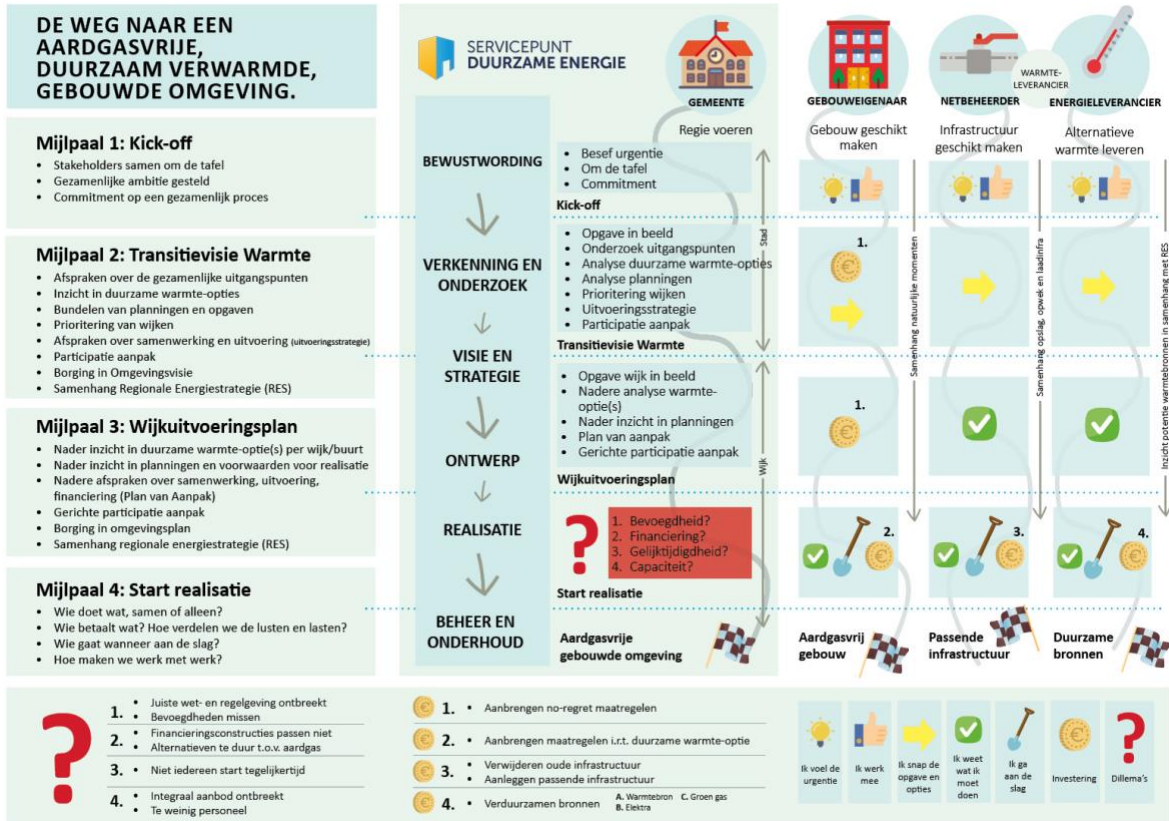 DE WEG NAAR EEN
AARDGASVRIJE,
DUURZAAM VERWARMDE,
GEBOUWDE OMGEVING.
Mijlpaal 1: Kick-off
• Stakeholders samen om de tafel
• Gezamenlijke ambitie gesteld
• Commitment op een gezamenlijk proces
Mijlpaal 2: Transitievisie Warmte
• Afspraken over de gezamenlijke uitgangspunten
• Inzicht in duurzame warmte-opties
• Bundelen van planningen en opgaven
• Prioritering van wijken
• Afspraken over samenwerking en uitvoering (uitvoeringsstrategie)
• Participatie aanpak
• Borging in Omgevingsvisie
• Samenhang Regionale Energiestrategie (RES)
Mijlpaal 3: Wijkuitvoeringsplan
• Nader inzicht in duurzame warmte-optie(s) per wijk/buurt
• Nader inzicht in planningen en voorwaarden voor realisatie
• Nadere afspraken over samenwerking, uitvoering,
financiering (Plan van Aanpak)
• Gerichte participatie aanpak
• Borging in omgevingsplan
• Samenhang regionale energiestrategie (RES)
Mijlpaal 4: Start realisatie
• Wie doet wat, samen of alleen?
• Wie betaalt wat? Hoe verdelen we de lusten en lasten?
• Wie gaat wanneer aan de slag?
• Hoe maken we werk met werk?
SERVICEPUNT
DUURZAME ENERGIE
BEWUSTWORDING
VERKENNING EN
ONDERZOEK
VISIE EN
STRATEGIE
ONTWERP
REALISATIE
BEHEER EN
ONDERHOUD
GEMEENTE
Regie voeren
• Besef urgentie
• Om de tafel
• Commitment
Kick-off
• Opgave in beeld
• Onderzoek uitgangspunten
• Analyse duurzame warmte-opties
• Analyse planningen
• Prioritering wijken
• Uitvoeringsstrategie
• Participatie aanpak
Transitievisie Warmte
• Opgave wijk in beeld
• Nadere analyse warmte-
optie(s)
• Nader inzicht in planningen
• Plan van aanpak
• Gerichte participatie aanpak
Wijkuitvoeringsplan
?
1. Bevoegdheid?
2. Financiering?
3. Gelijktijdigdheid?
4. Capaciteit?
Start realisatie
Aardgasvrije
gebouwde omgeving
Stad
Wijk
GEBOUWEIGENAAR
Gebouw geschikt
maken
1.
1.
2.
Aardgasvrij
gebouw
Samenhang natuurlijke momenten
NETBEHEERDER
Infrastructuur
geschikt maken
3.
Passende
infrastructuur
Samenhang opslag, opwek en laadinfra
WARMTE-
LEVERANCIER
ENERGIELEVERANCIER
Alternatieve
warmte leveren
4.
Duurzame
bronnen
Inzicht potentie warmtebronnen in samenhang met RES
?
1. • Juiste wet- en regelgeving ontbreekt
• Bevoegdheden missen
2. • Financieringsconstructies passen niet
• Alternatieven te duur t.o.v. aardgas
3. • Niet iedereen start tegelijkertijd
4. • Integraal aanbod ontbreekt
• Te weinig personeel
1. • Aanbrengen no-regret maatregelen
2. • Aanbrengen maatregelen i.r.t. duurzame warmte-optie
3. • Verwijderen oude infrastructuur
• Aanleggen passende infrastructuur
4. • Verduurzamen bronnen
A. Warmtebron C. Groen gas
B. Elektra
Ik voel de
urgentie
Ik werk
mee
Ik snap de
opgave en
opties
Ik weet
wat ik
moet
doen
Ik ga
aan de
slag
Investering
?
Dillema's